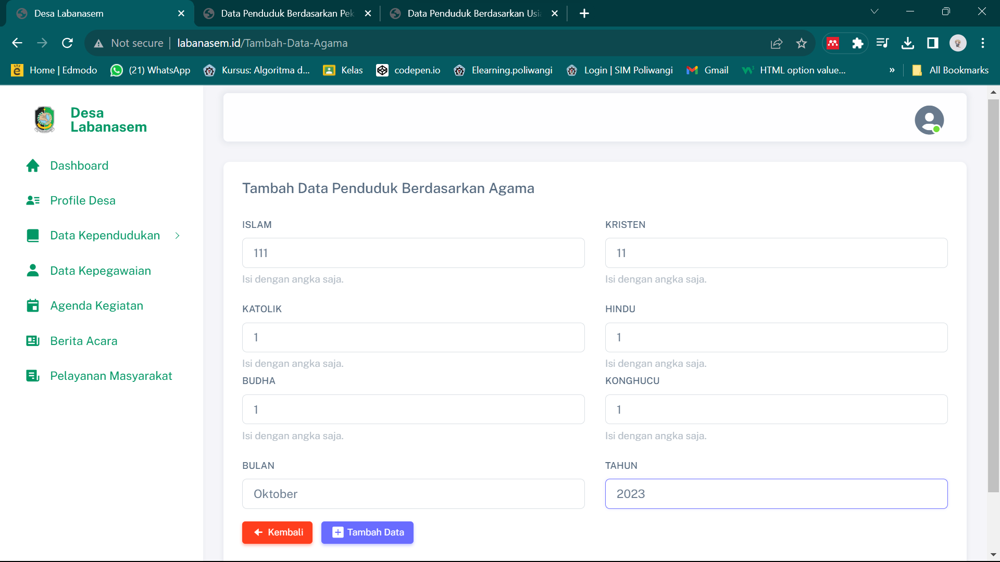 Desa Labanasem
Data Penduduk Berdasarkan Pek
Data Penduduk Berdasarkan Usia
Not secure
labanasem.id/Tambah-Data-Agama
Home | Edmodo
(21) WhatsApp
Kursus: Algoritma d...
Kelas
codepen.io
Elearning.poliwangi
Login | SIM Poliwangi
Gmail
HTML option value...
»
All Bookmarks
Desa
Labanasem
Dashboard
Profile Desa
Data Kependudukan
Data Kepegawaian
Agenda Kegiatan
Berita Acara
Pelayanan Masyarakat
Tambah Data Penduduk Berdasarkan Agama
ISLAM
111
Isi dengan angka saja.
KRISTEN
11
Isi dengan angka saja.
KATOLIK
1
Isi dengan angka saja.
HINDU
1
Isi dengan angka saja.
BUDHA
1
Isi dengan angka saja.
KONGHUCU
1
Isi dengan angka saja.
BULAN
Oktober
TAHUN
2023
Kembali
Tambah Data